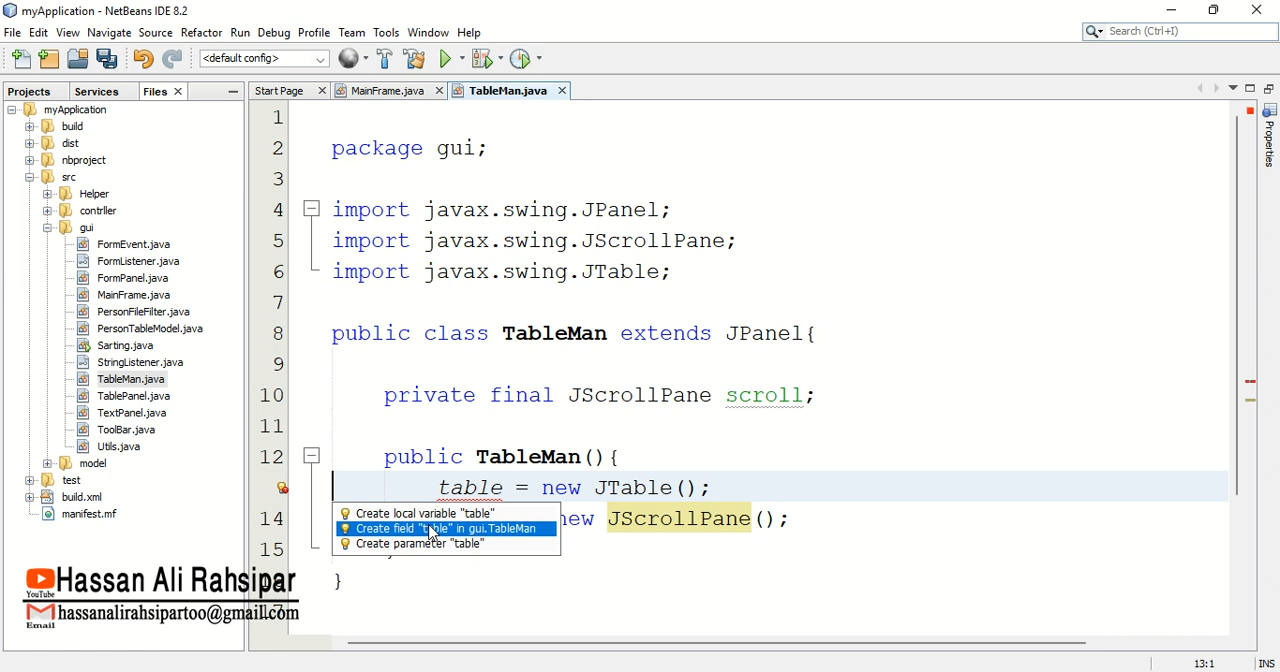 myApplication - NetBeans IDE 8.2
File Edit View Navigate Source Refactor Run Debug Profile Team Tools Window Help
Search (Ctrl+I)
<default config>
Projects Services Files
Start Page MainFrame.java TableMan.java
Properties
myApplication
build
dist
nbproject
src
Helper
contrller
gui
FormEvent.java
FormListener.java
FormPanel.java
MainFrame.java
PersonFileFilter.java
PersonTableModel.java
Sarting.java
StringListener.java
TableMan.java
TablePanel.java
TextPanel.java
ToolBar.java
Utils.java
model
test
build.xml
manifest.mf
1
2 package gui;
3
4 import javax.swing.JPanel;
5 import javax.swing.JScrollPane;
6 import javax.swing.JTable;
7
8 public class TableMan extends JPanel{
9
10 private final JScrollPane scroll;
11
12 public TableMan(){
table = new JTable();
14 new JScrollPane();
15
}
Create local variable "table"
Create field "table" in gui.TableMan
Create parameter "table"
YouTube Hassan Ali Rahsipar
Email hassanalirahsipartoo@gmail.com
13:1 INS